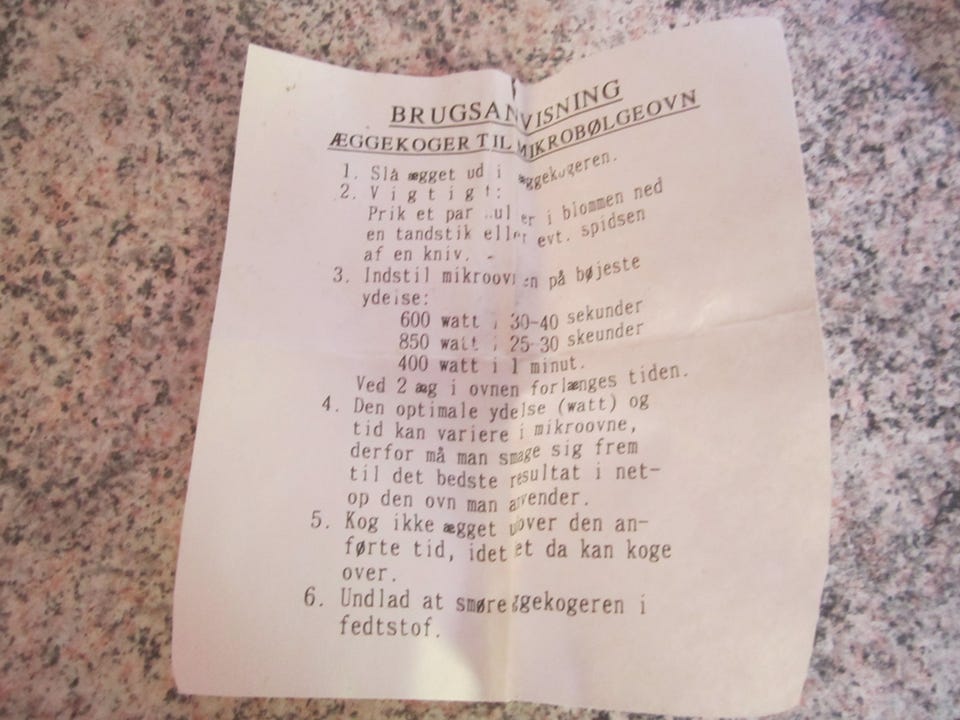 BRUGSANVISNING
ÆGGEKOGER TIL MIKROBØLGEOVN
1. Slå ægget ud i æggekogeren.
2. Vigtigt:
Prik et par huller i blommen ned
en tandstik eller evt. spidsen
af en kniv.
3. Indstil mikroovnen på bøjeste
ydeise:
600 watt i 30-40 sekunder
850 watt i 25-30 skeunder
400 watt i 1 minut.
Ved 2 æg i ovnen forlænges tiden.
4. Den optimale ydelse (watt) og
tid kan variere i mikroovne,
derfor må man smage sig frem
til det bedste resultat i net-
op den ovn man anvender.
5. Kog ikke ægget udover den an-
førte tid, idet et da kan koge
over.
6. Undlad at smøre æggekogeren i
fedtstof.